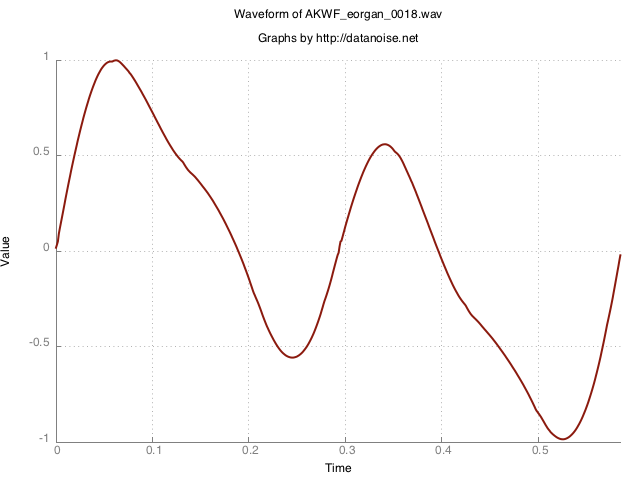 Waveform of AKWF_eorgan_0018.wav
Graphs by http://datanoise.net
1
0.5
0
-0.5
-1
Value
0
0.1
0.2
0.3
0.4
0.5
Time